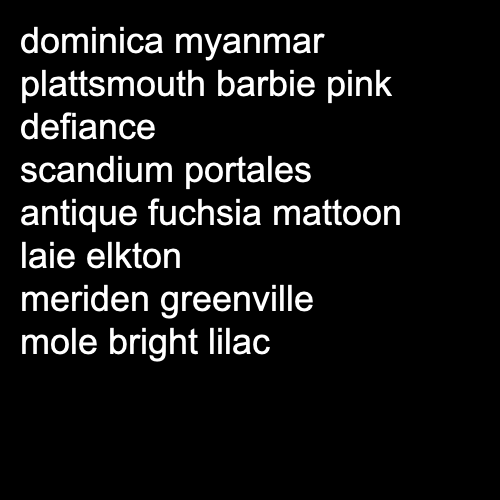 dominica myanmar
plattsmouth barbie pink
defiance
scandium portales
antique fuchsia mattoon
laie elkton
meriden greenville
mole bright lilac